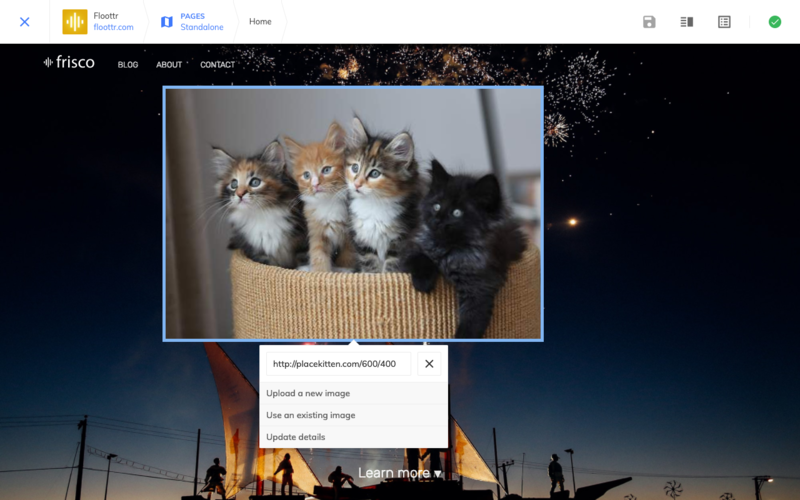 Floottr
floottr.com
PAGES
Standalone
Home
frisco
BLOG
ABOUT
CONTACT
http://placekitten.com/600/400
Upload a new image
Use an existing image
Update details
Learn more ▾